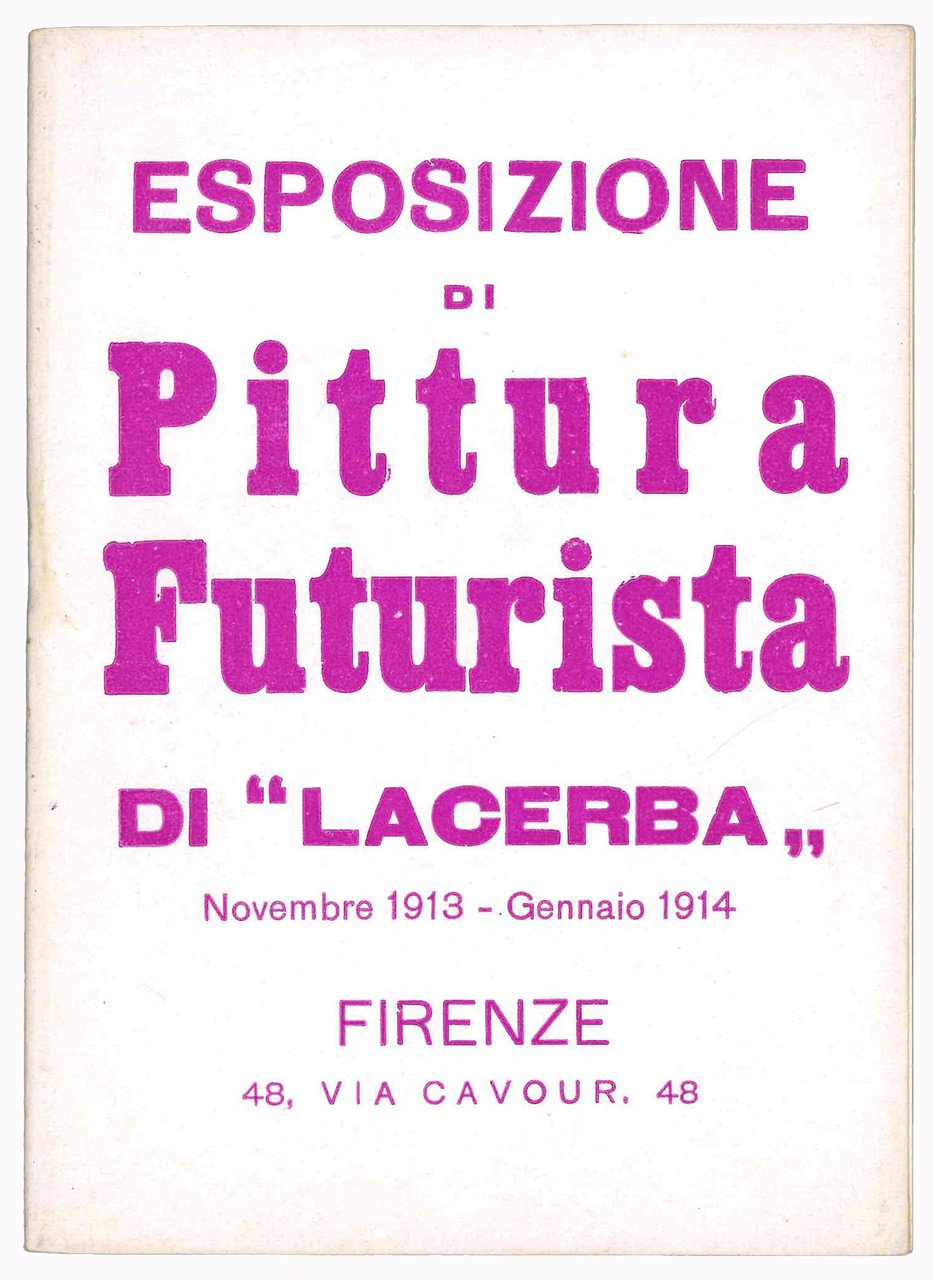 ESPOSIZIONE
DI
Pittura
Futurista
DI “LACERBA„
Novembre 1913 - Gennaio 1914
FIRENZE
48, VIA CAVOUR. 48